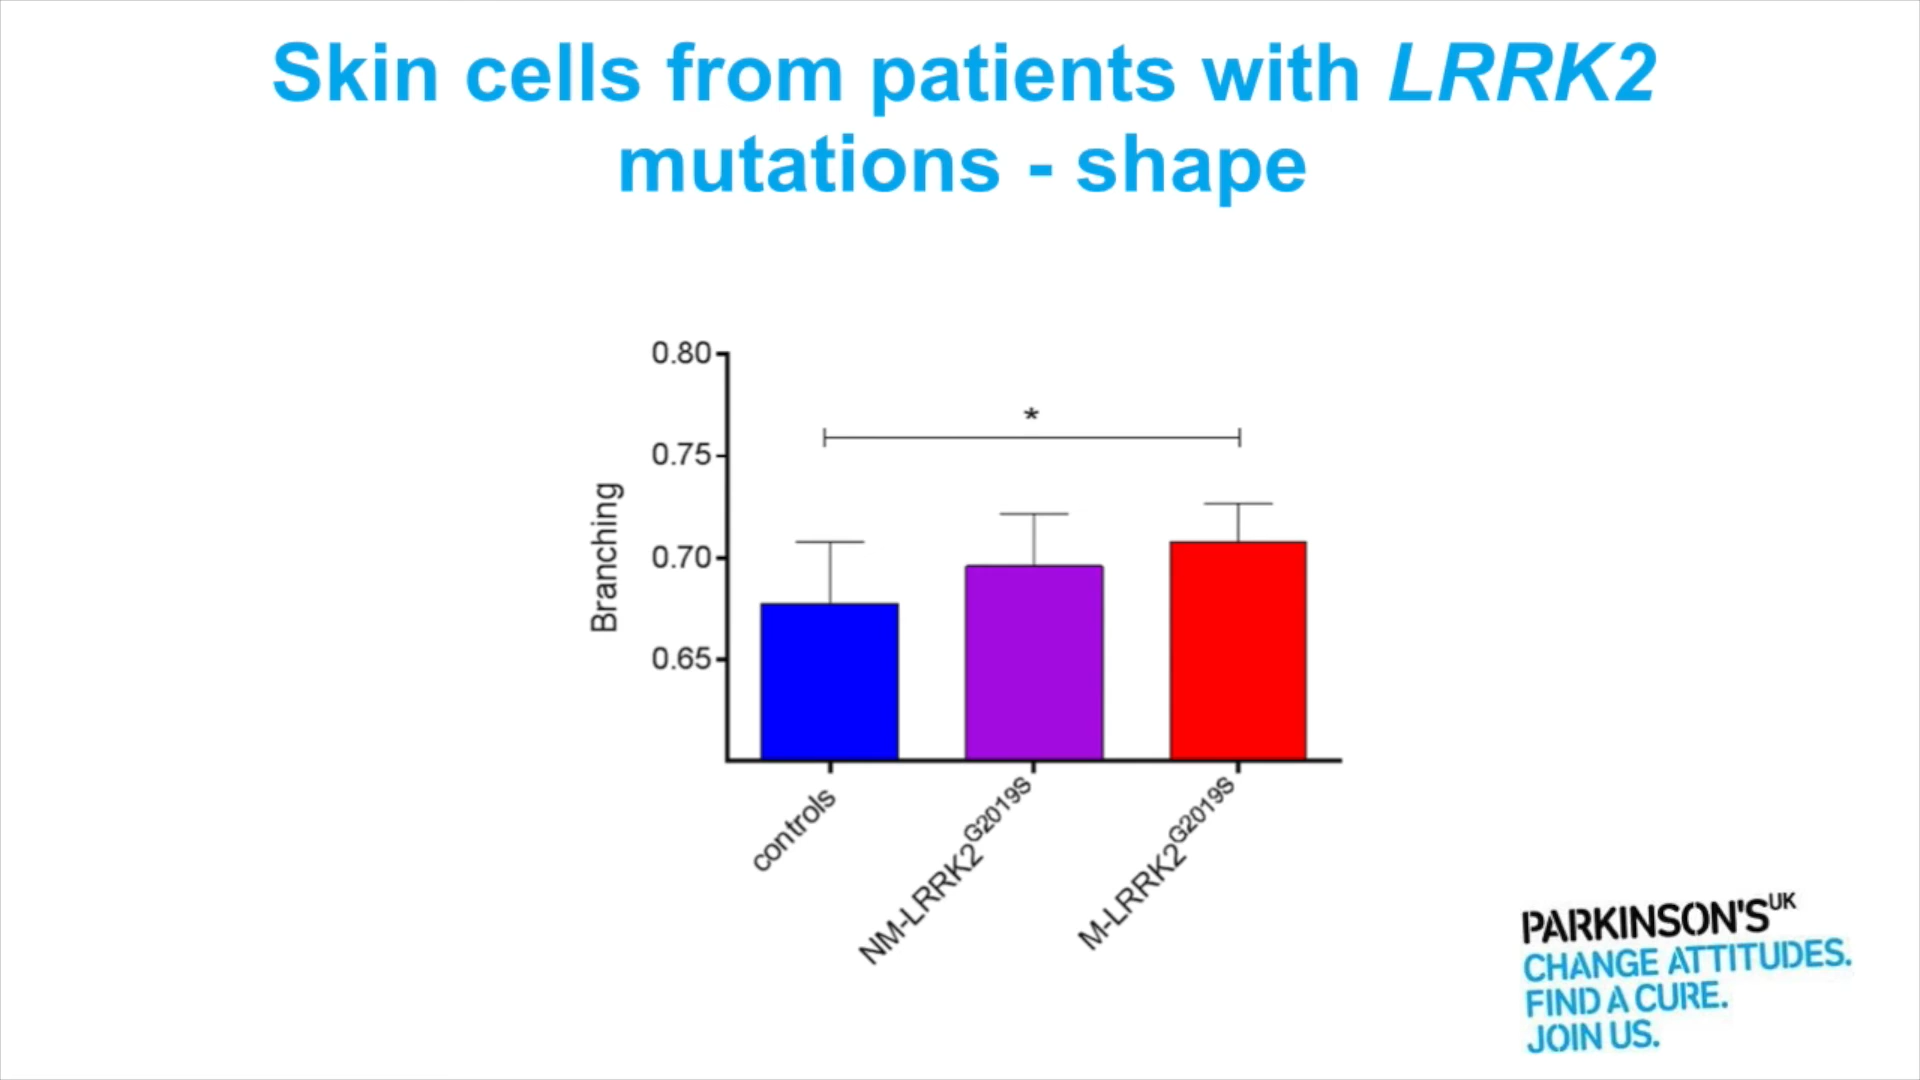 Skin cells from patients with LRRK2
mutations - shape
0.80
*
0.75
0.70
0.65
Branching
controls
NM-LRRK2G2019S
M-LRRK2G2019S
PARKINSON'S UK
CHANGE ATTITUDES.
FIND A CURE.
JOIN US.